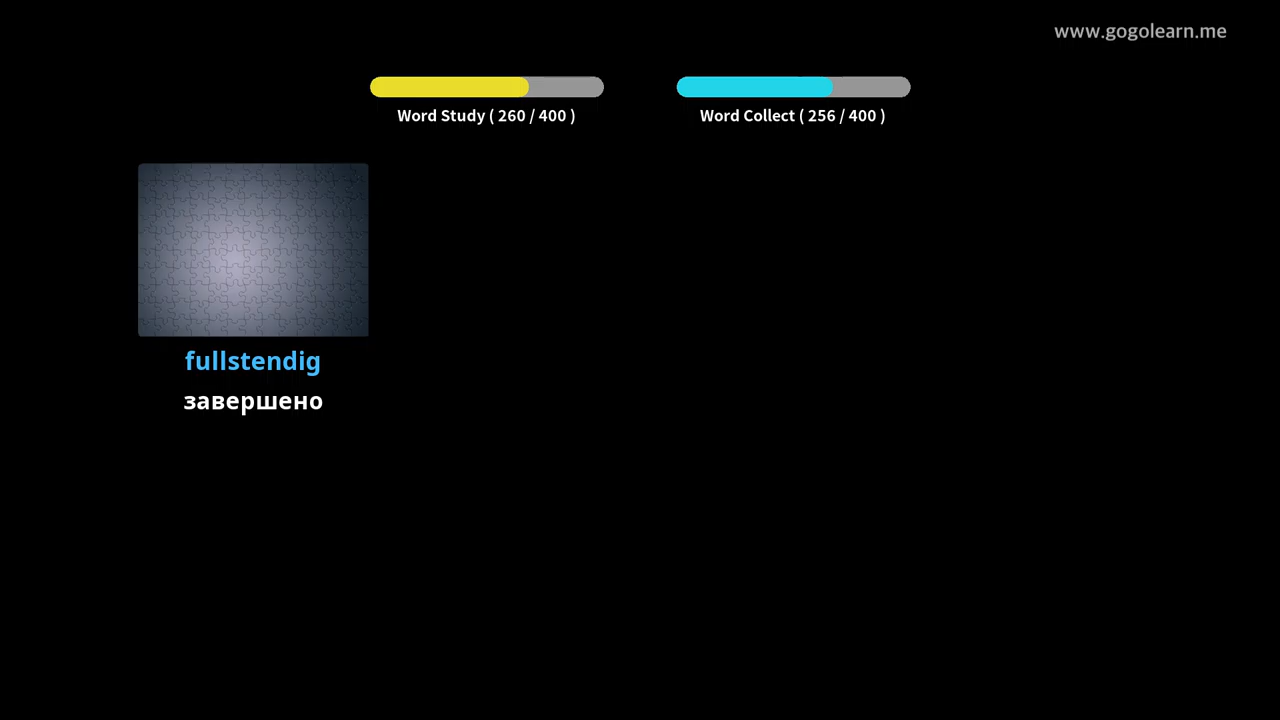 www.gogolearn.me
Word Study ( 260 / 400 )
Word Collect ( 256 / 400 )
fullstendig
завершено